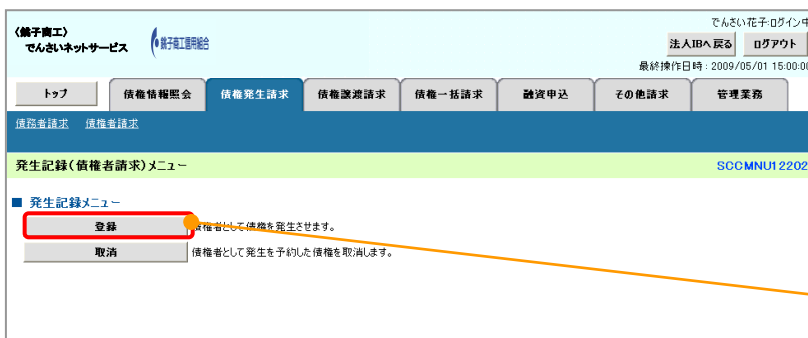 〈銚子商工〉
でんさいネットサービス
銚子商工信用組合
でんさい花子:ログイン中
法人IBへ戻る
ログアウト
最終操作日時:2009/05/01 15:00:00
トップ
債権情報照会
債権発生請求
債権譲渡請求
債権一括請求
融資申込
その他請求
管理業務
債務者請求 債権者請求
発生記録(債権者請求)メニュー
SCCMNU12202
■ 発生記録メニュー
登録
権者として債権を発生させます。
取消
債権者として発生を予約した債権を取消します。